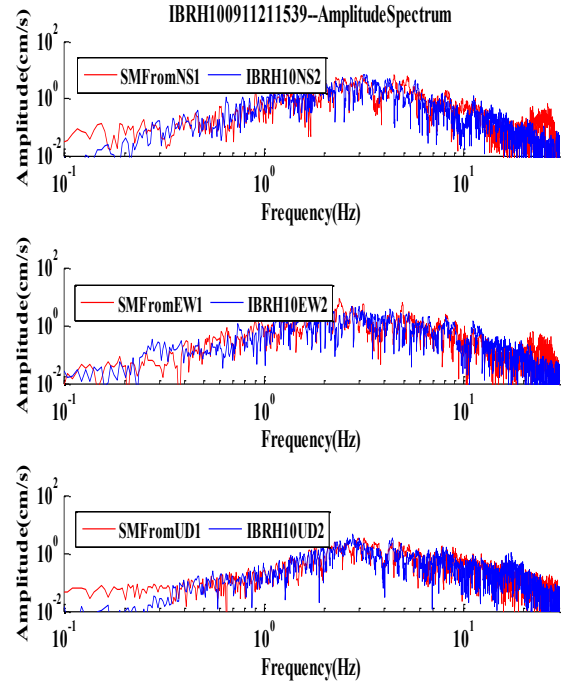 IBRH100911211539--AmplitudeSpectrum
Amplitude(cm/s)
10^2
10^0
10^-2
SMFromNS1 IBRH10NS2
10^-1 10^0 10^1
Frequency(Hz)
Amplitude(cm/s)
10^2
10^0
10^-2
SMFromEW1 IBRH10EW2
10^-1 10^0 10^1
Frequency(Hz)
Amplitude(cm/s)
10^2
10^0
10^-2
SMFromUD1 IBRH10UD2
10^-1 10^0 10^1
Frequency(Hz)